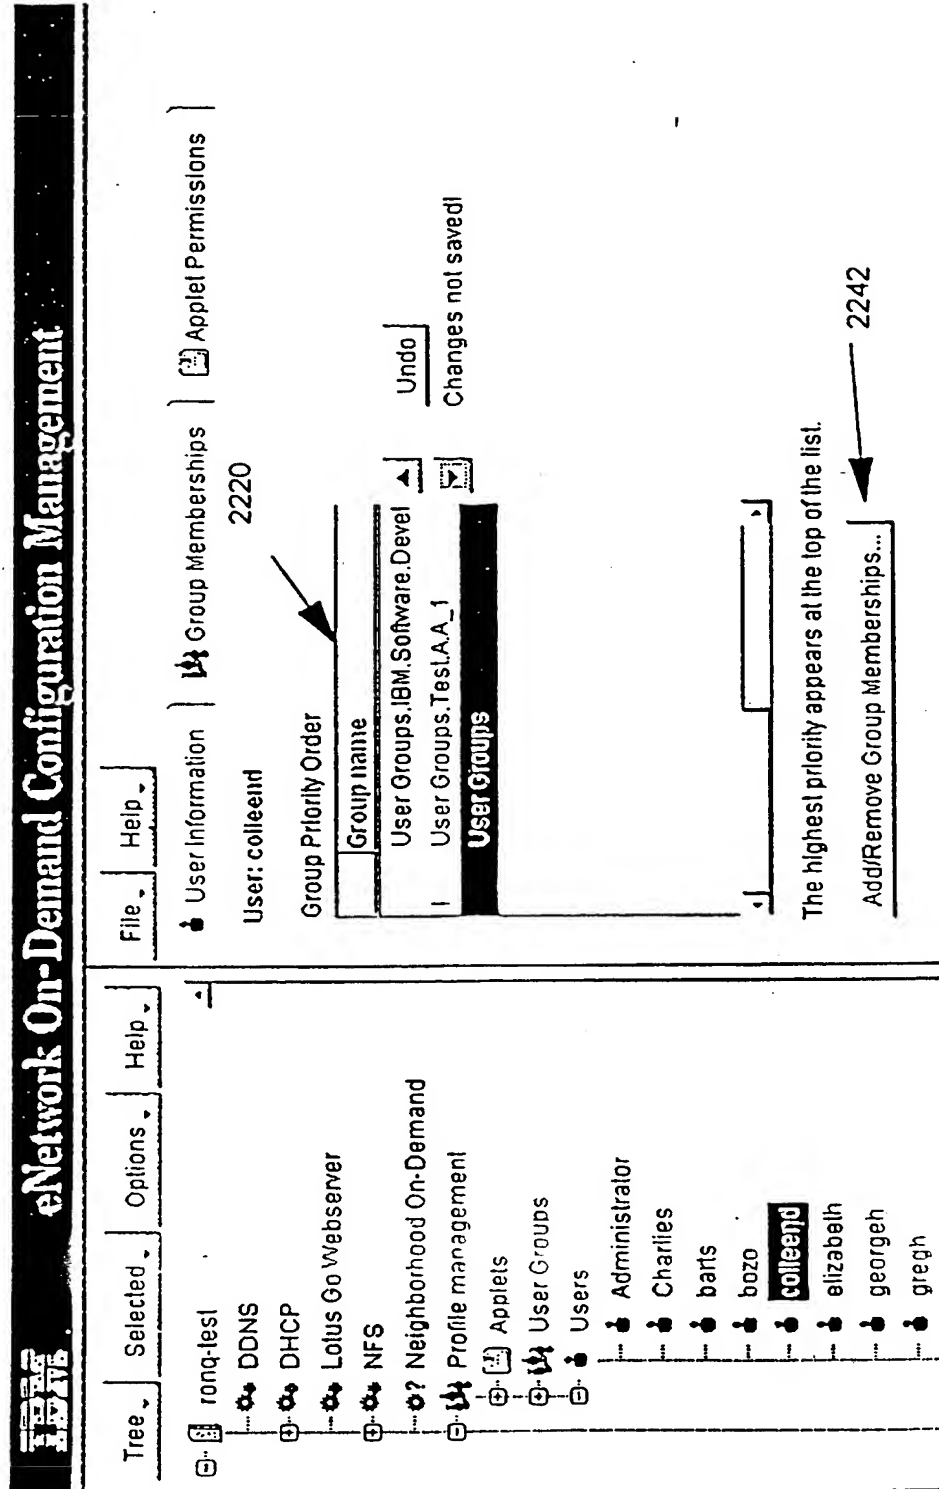 IBM eNetwork On-Demand Configuration Management
Tree Selected Options Help
ronq-test
DDNS
DHCP
Lotus Go Webserver
NFS
? Neighborhood On-Demand
Profile management
Applets
User Groups
Users
Administrator
Charlies
barts
bozo
colleend
elizabeth
georgeh
gregh
File Help
User Information Group Memberships Applet Permissions
User: colleend
2220
Group Priority Order
Group name
User Groups.IBM.Software.Devel
User Groups.Test.A.A_1
User Groups
Undo
Changes not saved!
The highest priority appears at the top of the list.
Add/Remove Group Memberships...
2242